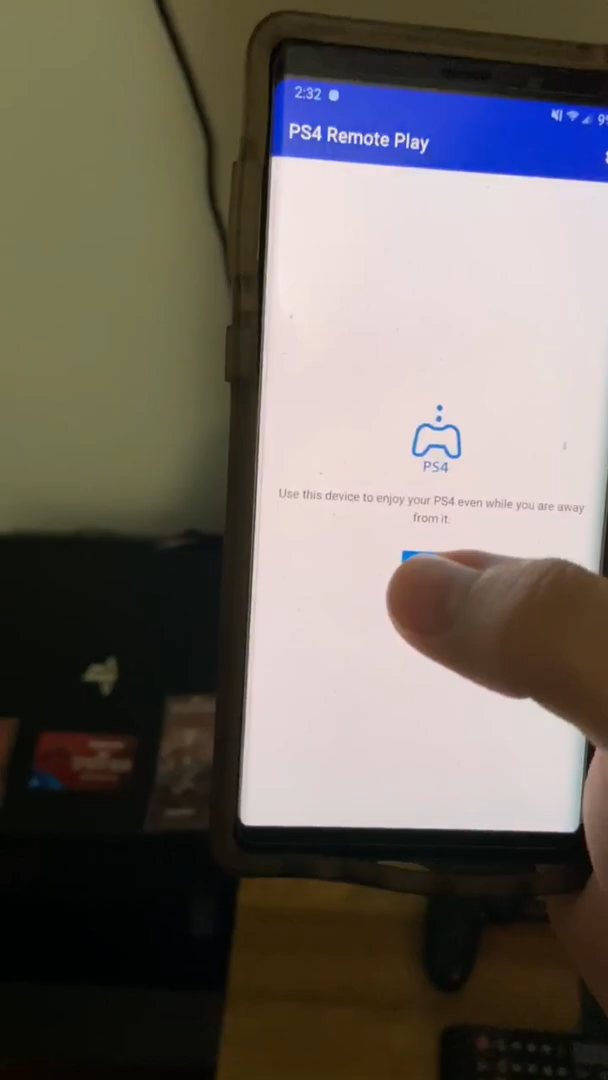 2:32
PS4 Remote Play
PS4
Use this device to enjoy your PS4 even while you are away
from it.